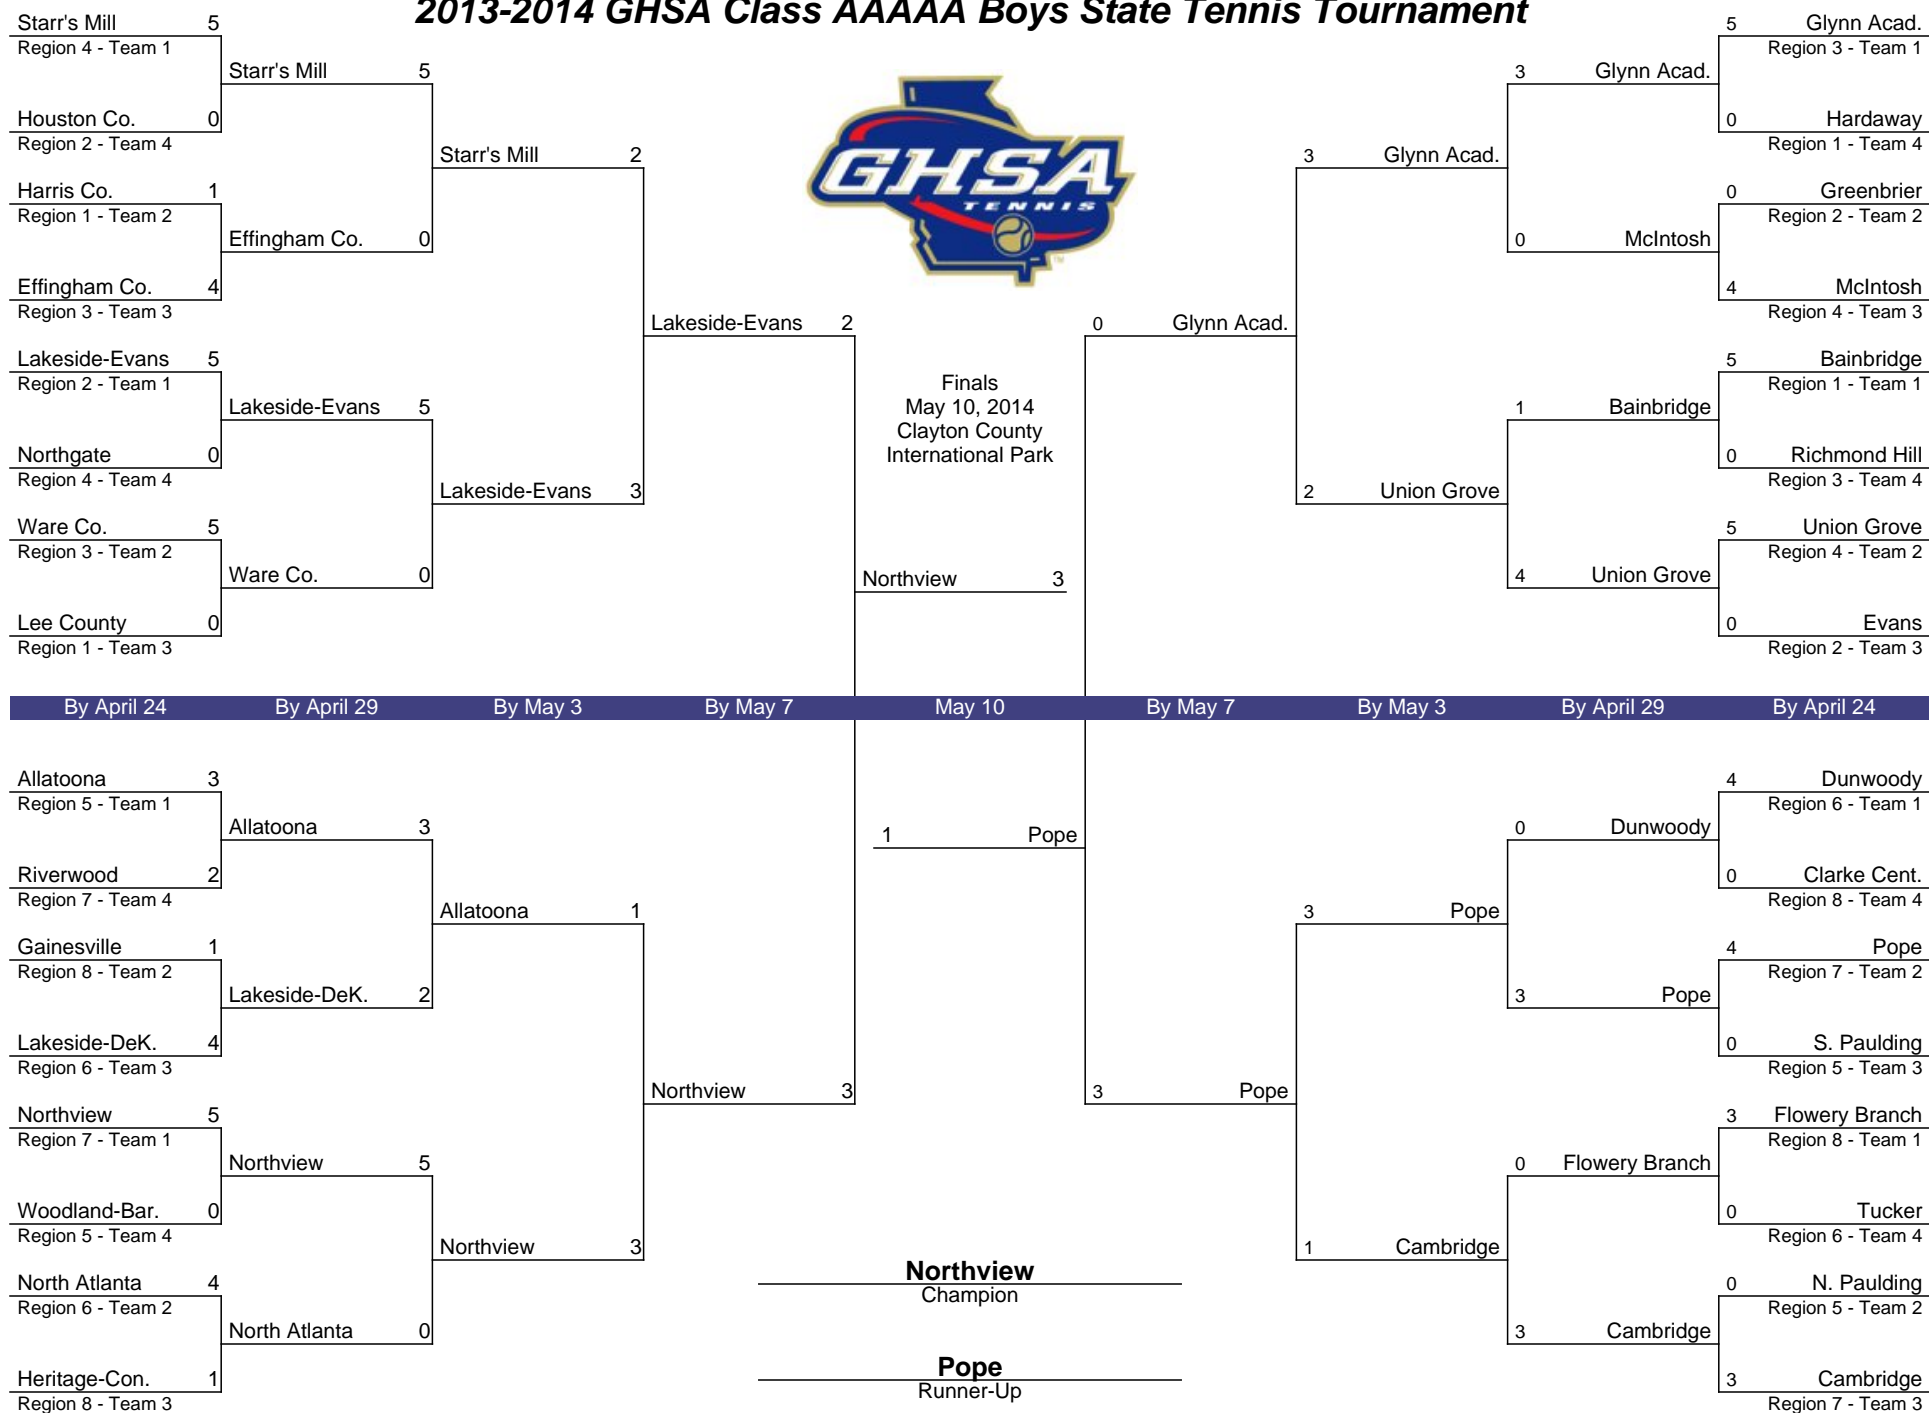 2013-2014 GHSA Class AAAAA Boys State Tennis Tournament
Starr's Mill 5
Region 4 - Team 1
Houston Co. 0
Region 2 - Team 4
Harris Co. 1
Region 1 - Team 2
Effingham Co. 4
Region 3 - Team 3
Lakeside-Evans 5
Region 2 - Team 1
Northgate 0
Region 4 - Team 4
Ware Co. 5
Region 3 - Team 2
Lee County 0
Region 1 - Team 3
Starr's Mill 5
Effingham Co. 0
Lakeside-Evans 5
Ware Co. 0
Starr's Mill 2
Lakeside-Evans 3
Lakeside-Evans 2
GHSA
TENNIS
TM
Finals
May 10, 2014
Clayton County
International Park
Northview 3
0 Glynn Acad.
3 Glynn Acad.
2 Union Grove
3 Glynn Acad.
0 McIntosh
1 Bainbridge
4 Union Grove
5 Glynn Acad.
Region 3 - Team 1
0 Hardaway
Region 1 - Team 4
0 Greenbrier
Region 2 - Team 2
4 McIntosh
Region 4 - Team 3
5 Bainbridge
Region 1 - Team 1
0 Richmond Hill
Region 3 - Team 4
5 Union Grove
Region 4 - Team 2
0 Evans
Region 2 - Team 3
By April 24 By April 29 By May 3 By May 7 May 10 By May 7 By May 3 By April 29 By April 24
Allatoona 3
Region 5 - Team 1
Riverwood 2
Region 7 - Team 4
Gainesville 1
Region 8 - Team 2
Lakeside-DeK. 4
Region 6 - Team 3
Northview 5
Region 7 - Team 1
Woodland-Bar. 0
Region 5 - Team 4
North Atlanta 4
Region 6 - Team 2
Heritage-Con. 1
Region 8 - Team 3
Allatoona 3
Lakeside-DeK. 2
Northview 5
North Atlanta 0
Allatoona 1
Northview 3
Northview 3
1 Pope
3 Pope
3 Pope
1 Cambridge
0 Dunwoody
3 Pope
0 Flowery Branch
3 Cambridge
4 Dunwoody
Region 6 - Team 1
0 Clarke Cent.
Region 8 - Team 4
4 Pope
Region 7 - Team 2
0 S. Paulding
Region 5 - Team 3
3 Flowery Branch
Region 8 - Team 1
0 Tucker
Region 6 - Team 4
0 N. Paulding
Region 5 - Team 2
3 Cambridge
Region 7 - Team 3
Northview
Champion
Pope
Runner-Up